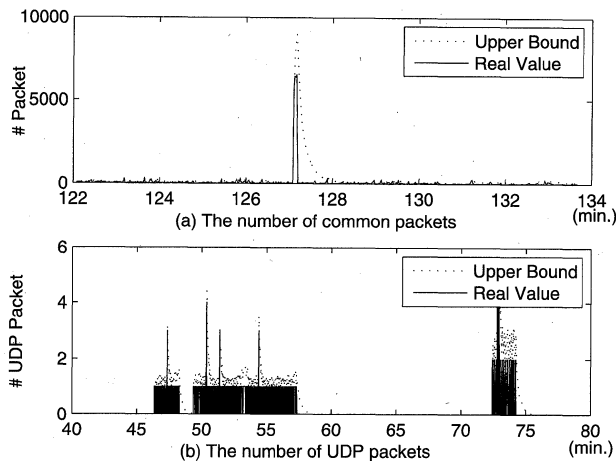 10000
5000
0
# Packet
Upper Bound
Real Value
122 124 126 128 130 132 134
(a) The number of common packets (min.)
6
4
2
0
# UDP Packet
Upper Bound
Real Value
40 45 50 55 60 65 70 75 80
(b) The number of UDP packets (min.)